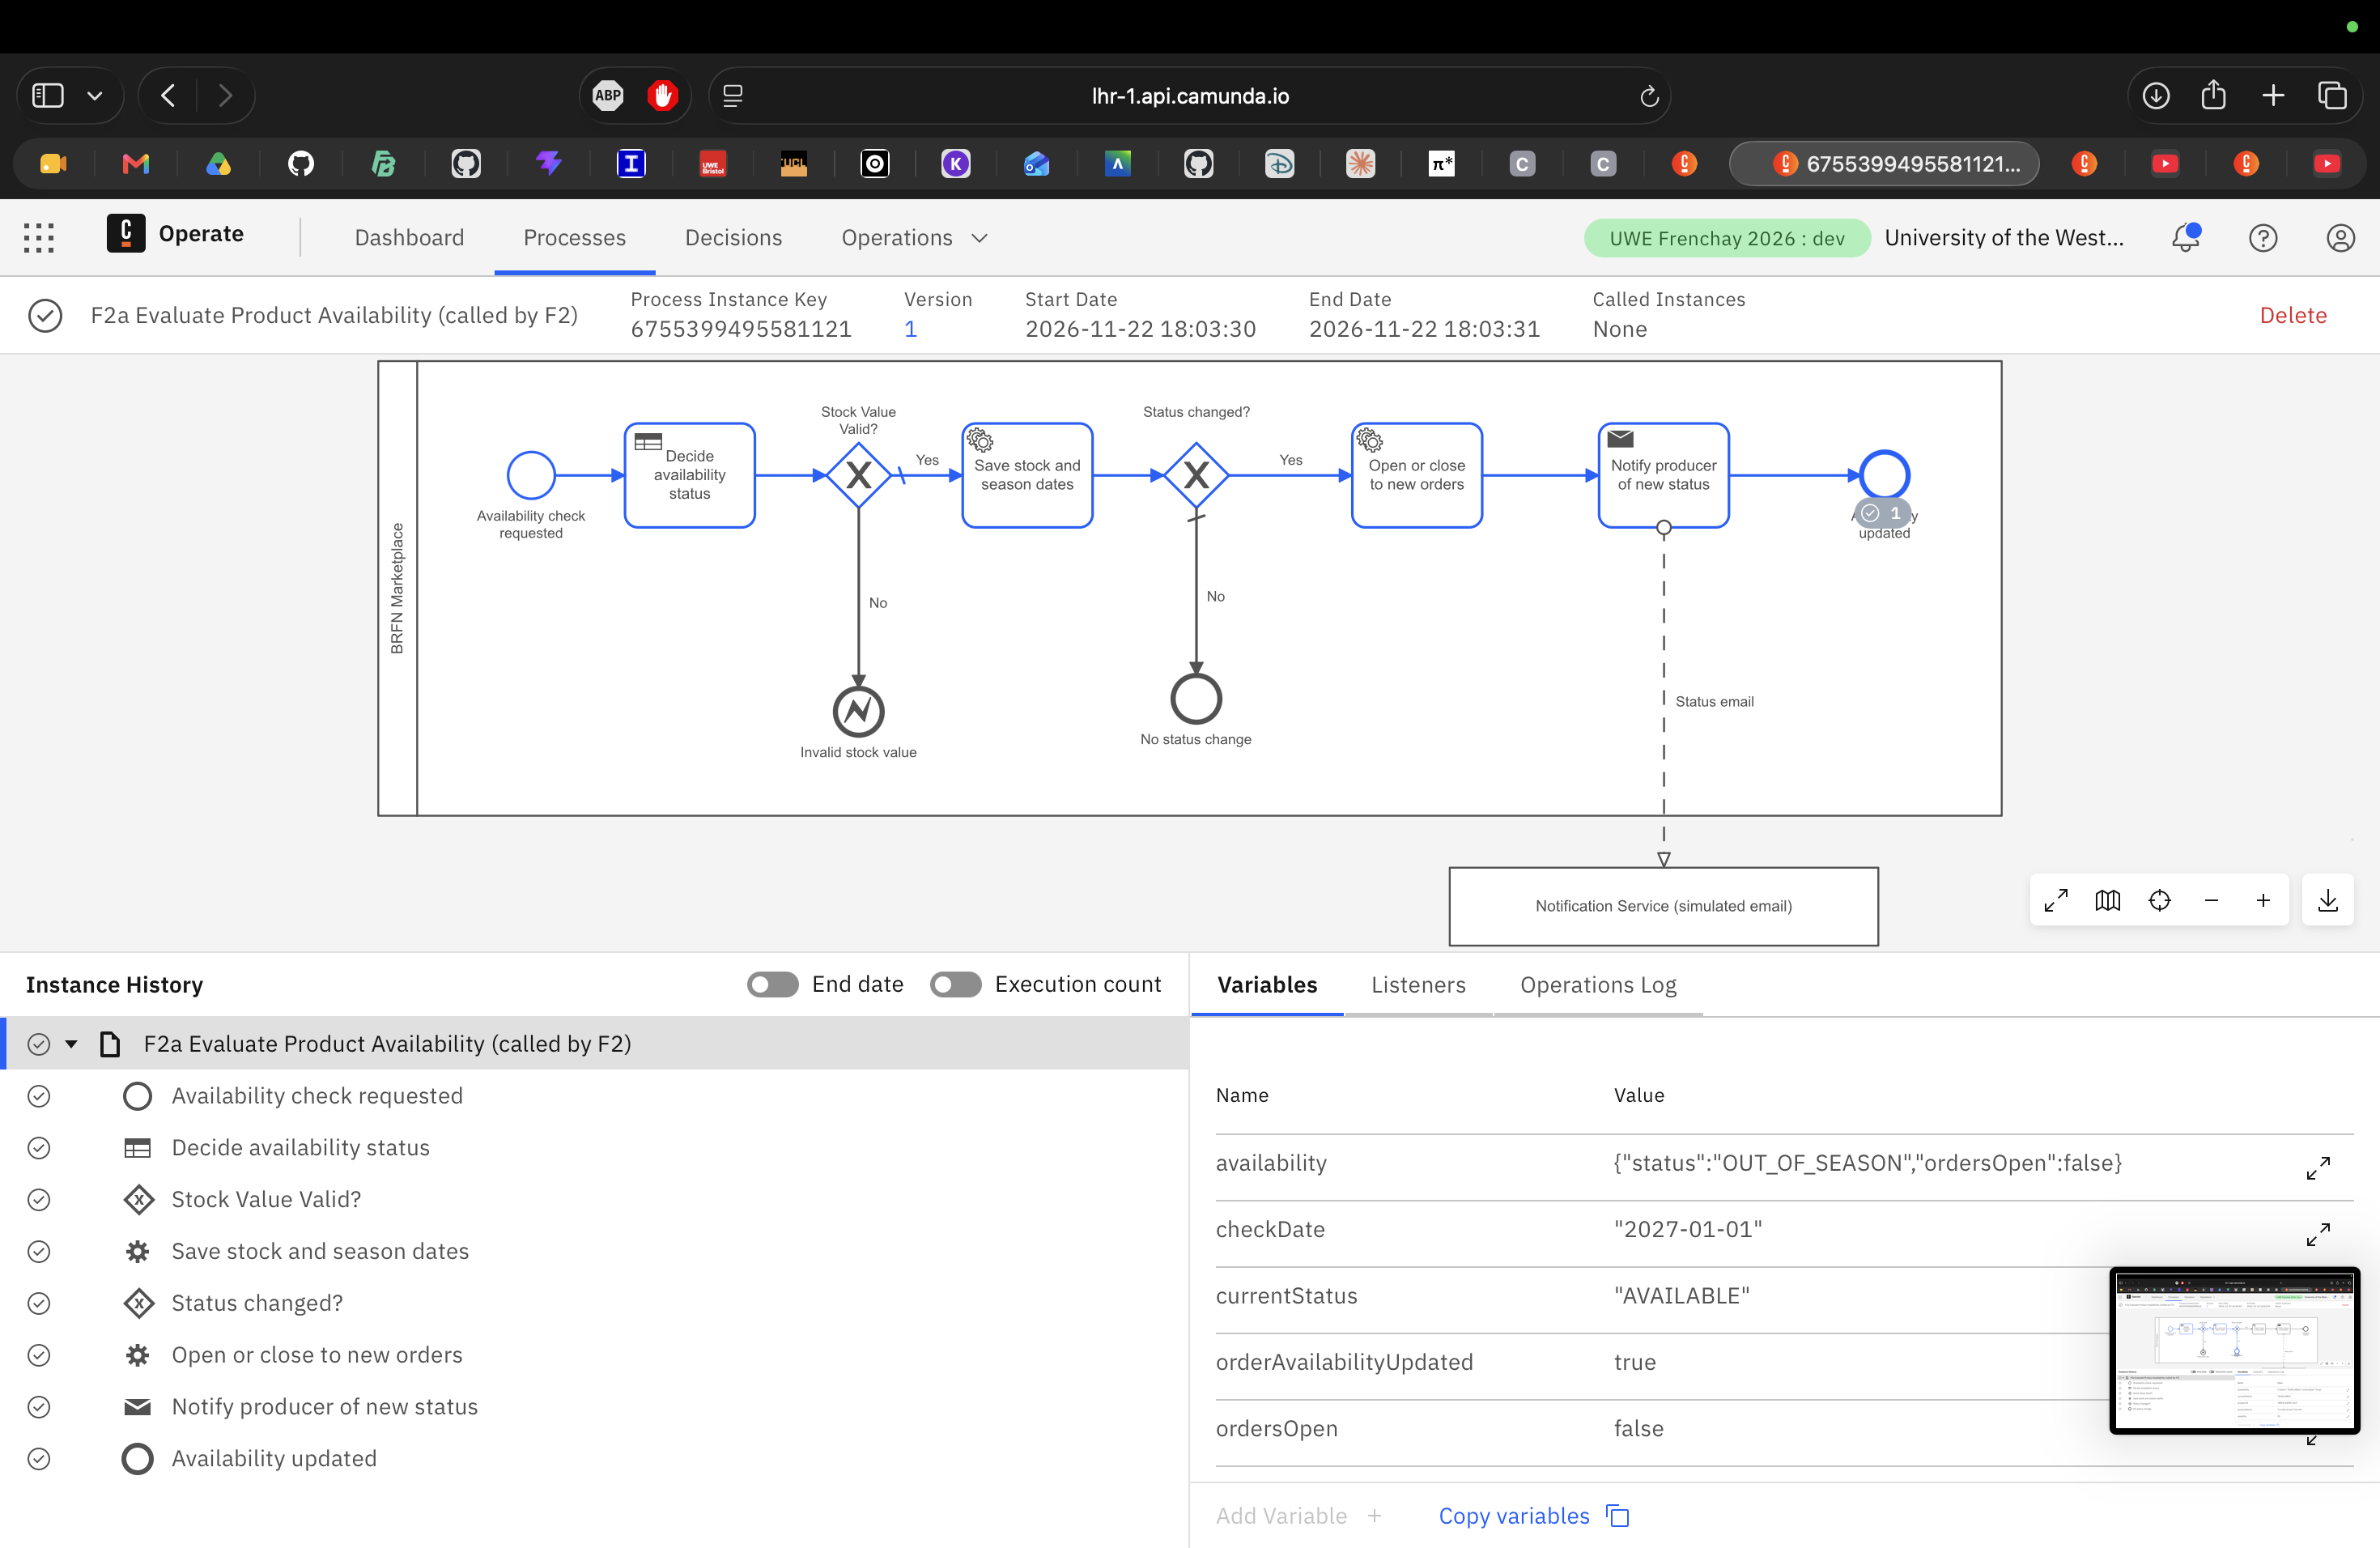 ABP
lhr-1.api.camunda.io
UWE Bristol
UCL
K
π*
C
C
6755399495581121...
Operate
Dashboard
Processes
Decisions
Operations
UWE Frenchay 2026 : dev
University of the West...
F2a Evaluate Product Availability (called by F2)
Process Instance Key
6755399495581121
Version
1
Start Date
2026-11-22 18:03:30
End Date
2026-11-22 18:03:31
Called Instances
None
Delete
BRFN Marketplace
Availability check
requested
Decide
availability
status
Stock Value
Valid?
Yes
No
Invalid stock value
Save stock and
season dates
Status changed?
Yes
No
No status change
Open or close
to new orders
Notify producer
of new status
1
updated
Status email
Notification Service (simulated email)
Instance History
End date
Execution count
F2a Evaluate Product Availability (called by F2)
Availability check requested
Decide availability status
Stock Value Valid?
Save stock and season dates
Status changed?
Open or close to new orders
Notify producer of new status
Availability updated
Variables
Listeners
Operations Log
Name
Value
availability
{"status":"OUT_OF_SEASON","ordersOpen":false}
checkDate
"2027-01-01"
currentStatus
"AVAILABLE"
orderAvailabilityUpdated
true
ordersOpen
false
Add Variable +
Copy variables